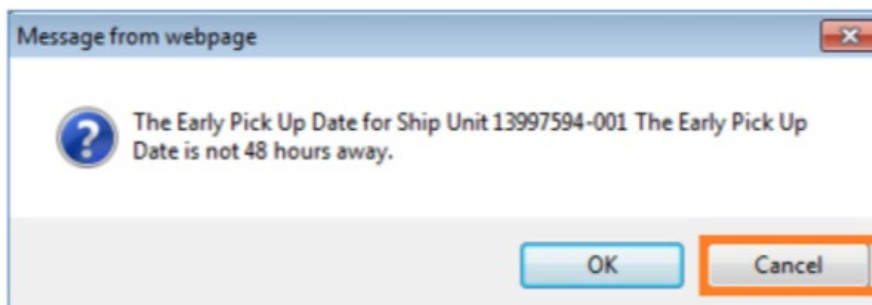 Message from webpage
The Early Pick Up Date for Ship Unit 13997594-001 The Early Pick Up
Date is not 48 hours away.
OK
Cancel